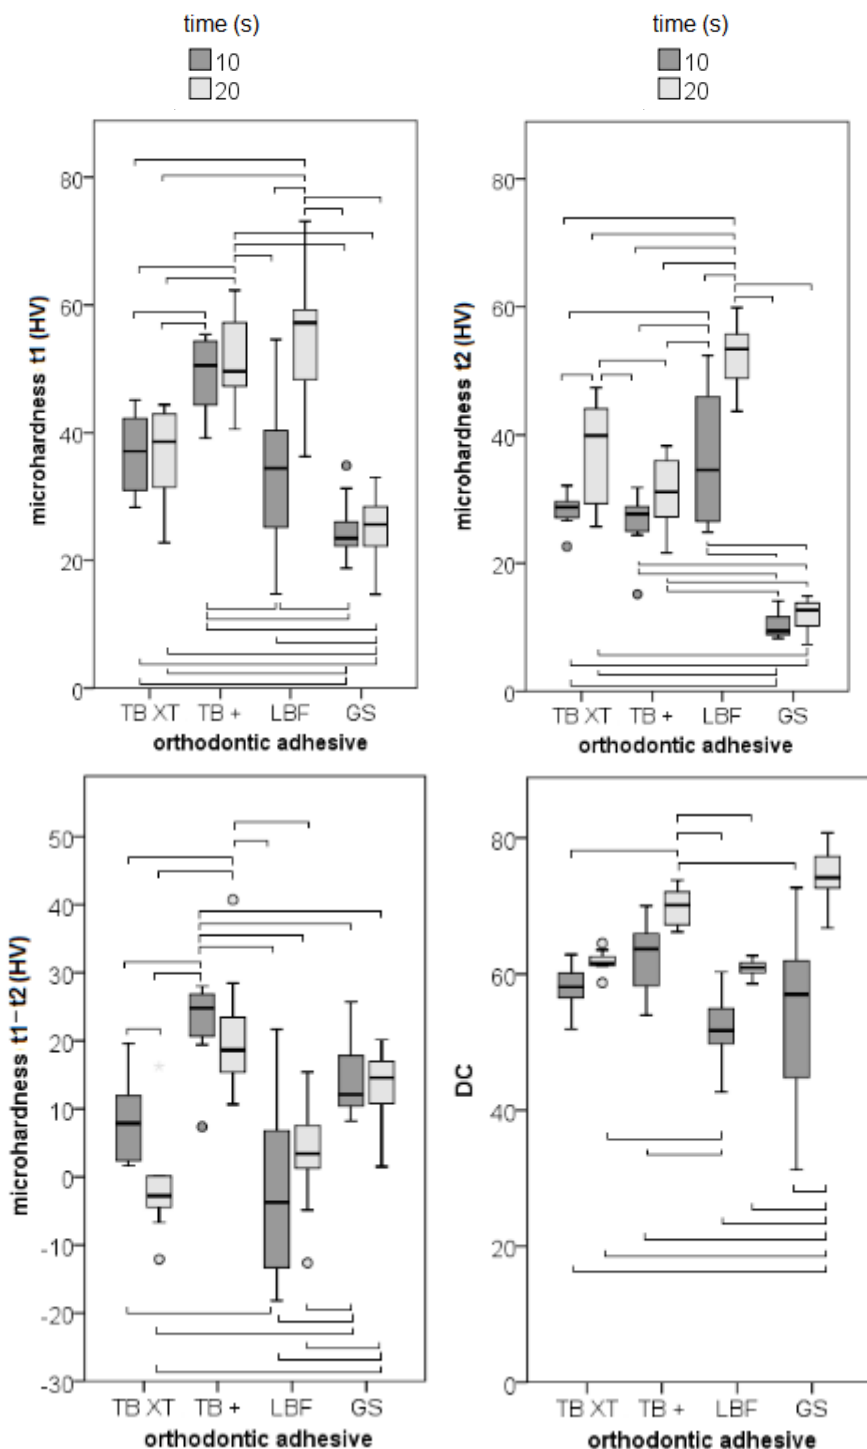 time (s)
10
20
time (s)
10
20
microhardness t1 (HV)
80
60
40
20
0
TB XT TB + LBF GS
orthodontic adhesive
microhardness t2 (HV)
80
60
40
20
0
TB XT TB + LBF GS
orthodontic adhesive
microhardness t1−t2 (HV)
50
40
30
20
10
0
-10
-20
-30
TB XT TB + LBF GS
orthodontic adhesive
DC
80
60
40
20
0
TB XT TB + LBF GS
orthodontic adhesive